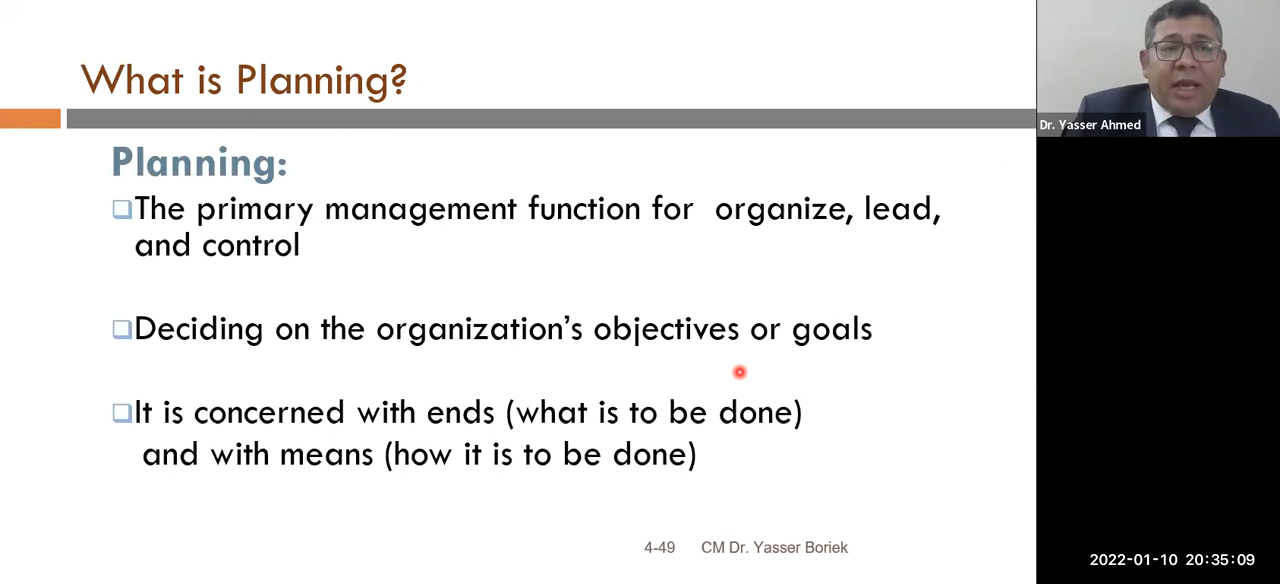 What is Planning?
Dr. Yasser Ahmed
Planning:
The primary management function for organize, lead,
and control
Deciding on the organization's objectives or goals
It is concerned with ends (what is to be done)
and with means (how it is to be done)
4-49 CM Dr. Yasser Boriek
2022-01-10 20:35:09